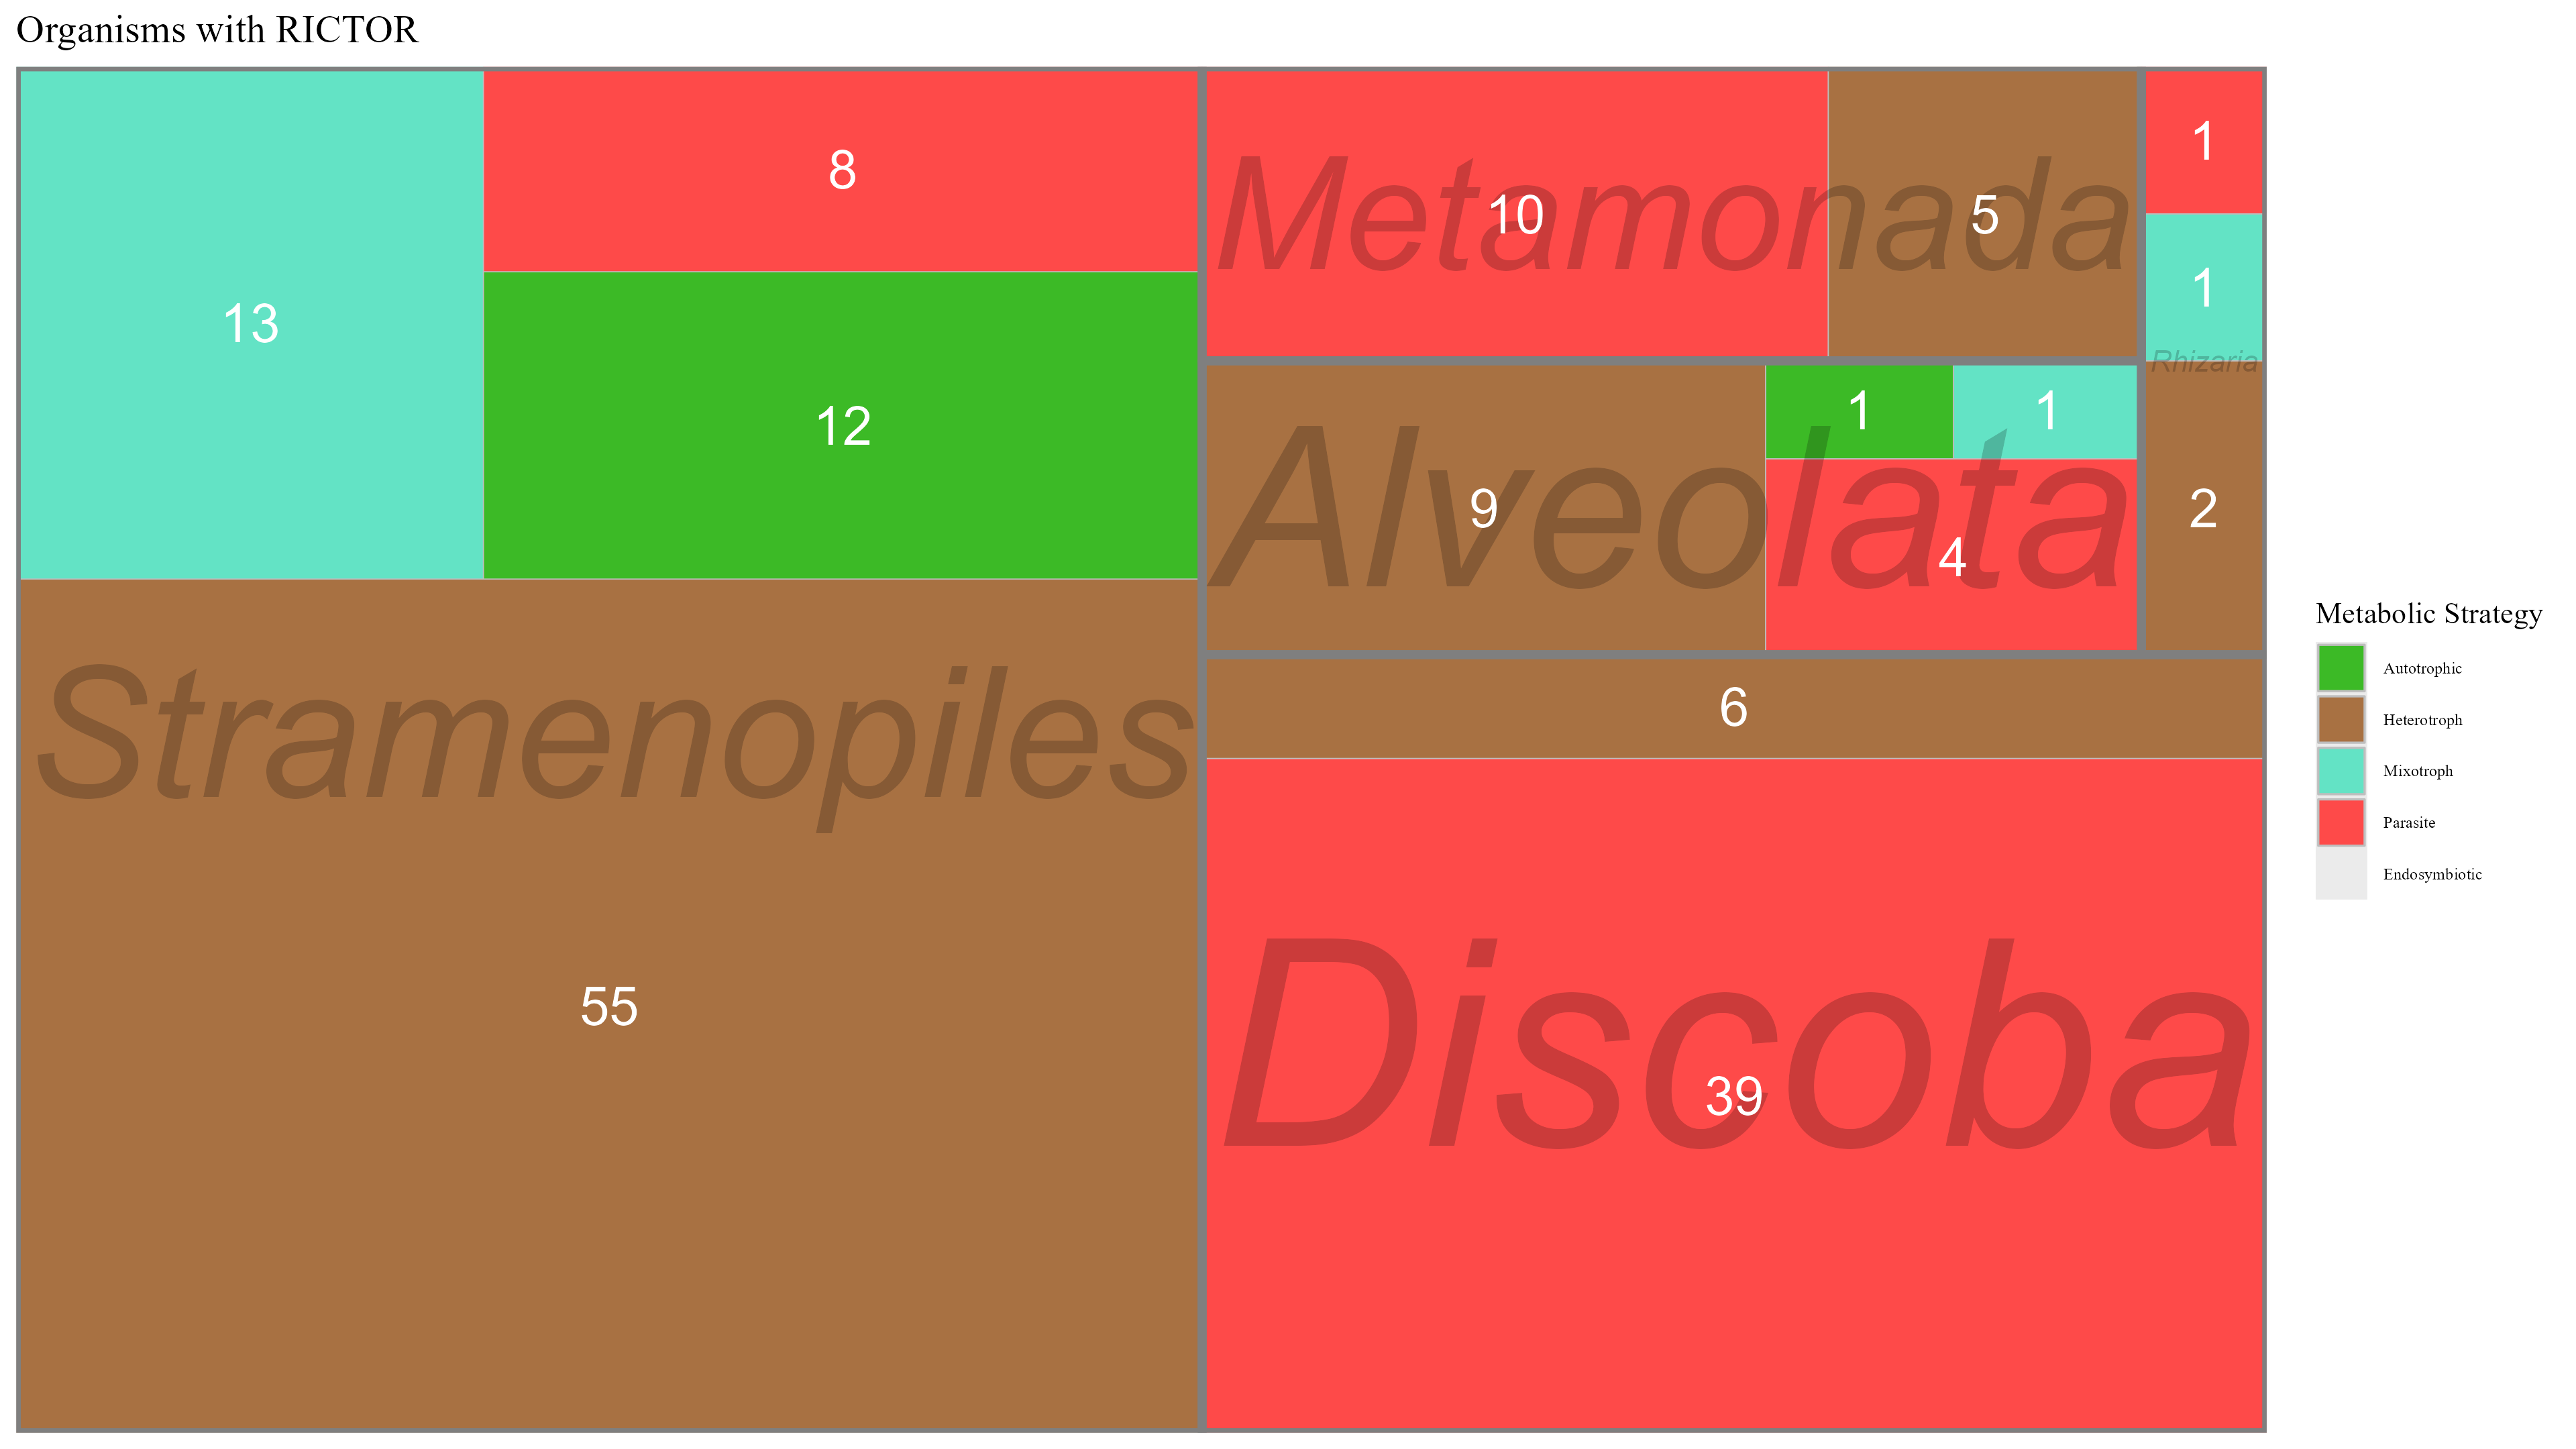 Organisms with RICTOR
13
8
12
Stramenopiles
55
Metamonada
10
5
1
1
Rhizaria
2
Alveolata
9
1
1
4
6
Discoba
39
Metabolic Strategy
Autotrophic
Heterotroph
Mixotroph
Parasite
Endosymbiotic